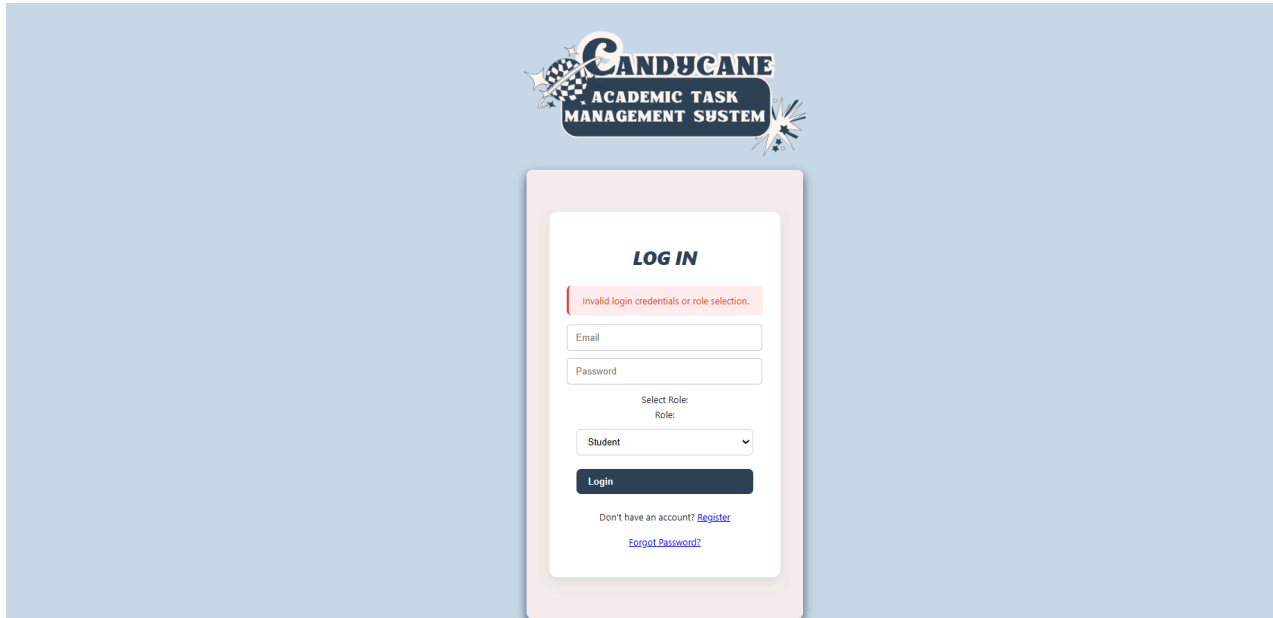 CANDYCANE
ACADEMIC TASK
MANAGEMENT SYSTEM
LOG IN
Invalid login credentials or role selection.
Email
Password
Select Role:
Role:
Student
Login
Don't have an account? Register
Forgot Password?